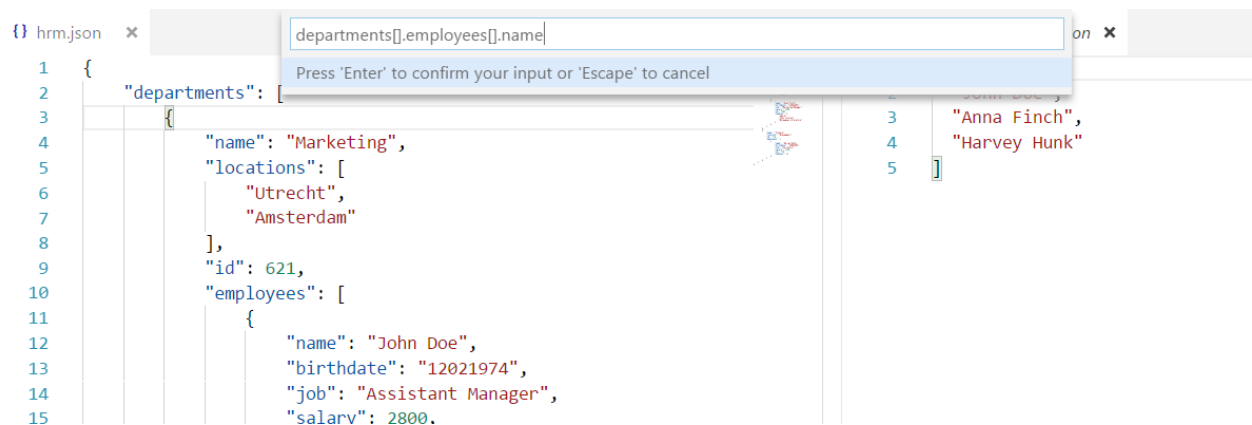 {} hrm.json ×
departments[].employees[].name
on ×
Press 'Enter' to confirm your input or 'Escape' to cancel
1 {
2 "departments": [
3 {
4 "name": "Marketing",
5 "locations": [
6 "Utrecht",
7 "Amsterdam"
8 ],
9 "id": 621,
10 "employees": [
11 {
12 "name": "John Doe",
13 "birthdate": "12021974",
14 "job": "Assistant Manager",
15 "salary": 2800,
2 "John Doe",
3 "Anna Finch",
4 "Harvey Hunk"
5 ]